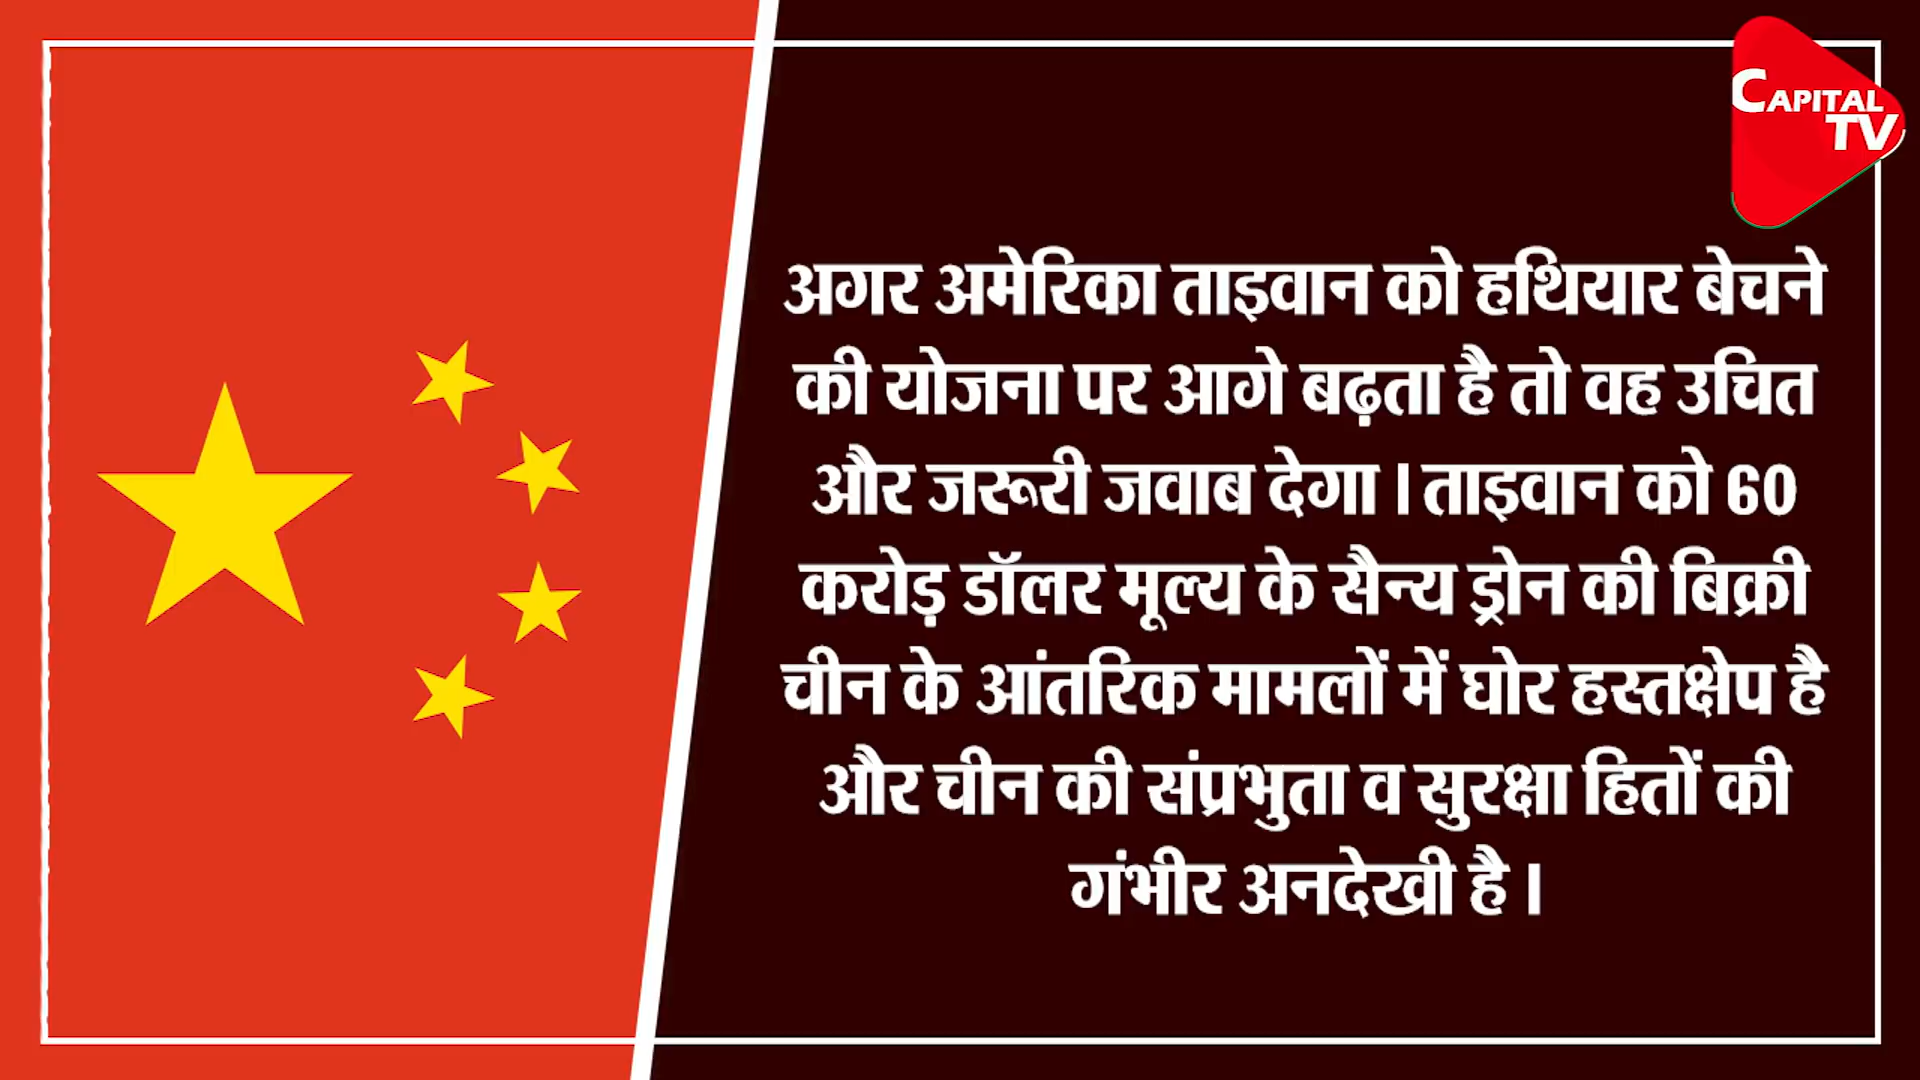 CAPITAL
TV
अगर अमेरिका ताइवान को हथियार बेचने
की योजना पर आगे बढ़ता है तो वह उचित
और जरूरी जवाब देगा । ताइवान को 60
करोड़ डॉलर मूल्य के सैन्य ड्रोन की बिक्री
चीन के आंतरिक मामलों में घोर हस्तक्षेप है
और चीन की संप्रभुता व सुरक्षा हितों की
गंभीर अनदेखी है ।